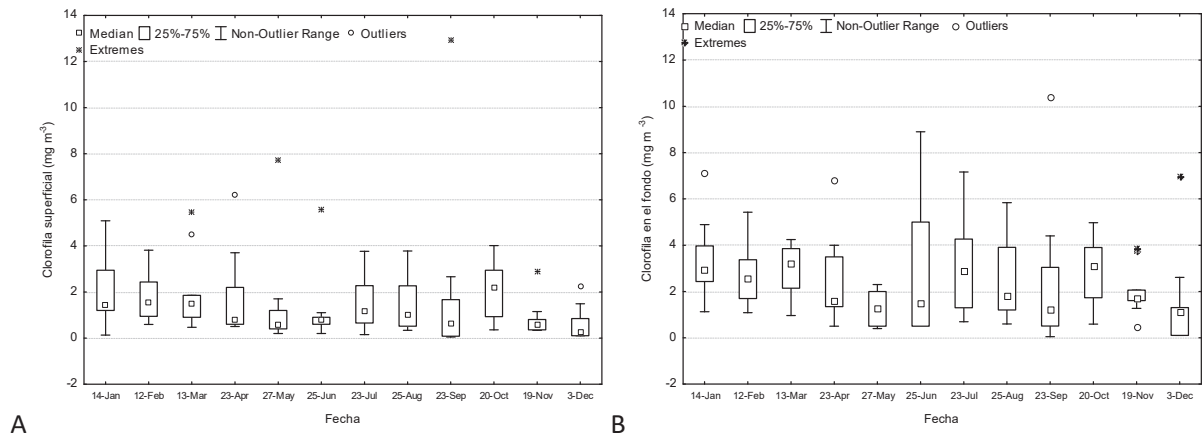 Median 25%-75% Non-Outlier Range Outliers
Extremes
14
12
10
8
6
4
2
0
-2
Clorofila superficial (mg m-3)
14-Jan 12-Feb 13-Mar 23-Apr 27-May 25-Jun 23-Jul 25-Aug 23-Sep 20-Oct 19-Nov 3-Dec
Fecha
A
Median 25%-75% Non-Outlier Range Outliers
Extremes
14
12
10
8
6
4
2
0
-2
Clorofila en el fondo (mg m-3)
14-Jan 12-Feb 13-Mar 23-Apr 27-May 25-Jun 23-Jul 25-Aug 23-Sep 20-Oct 19-Nov 3-Dec
Fecha
B